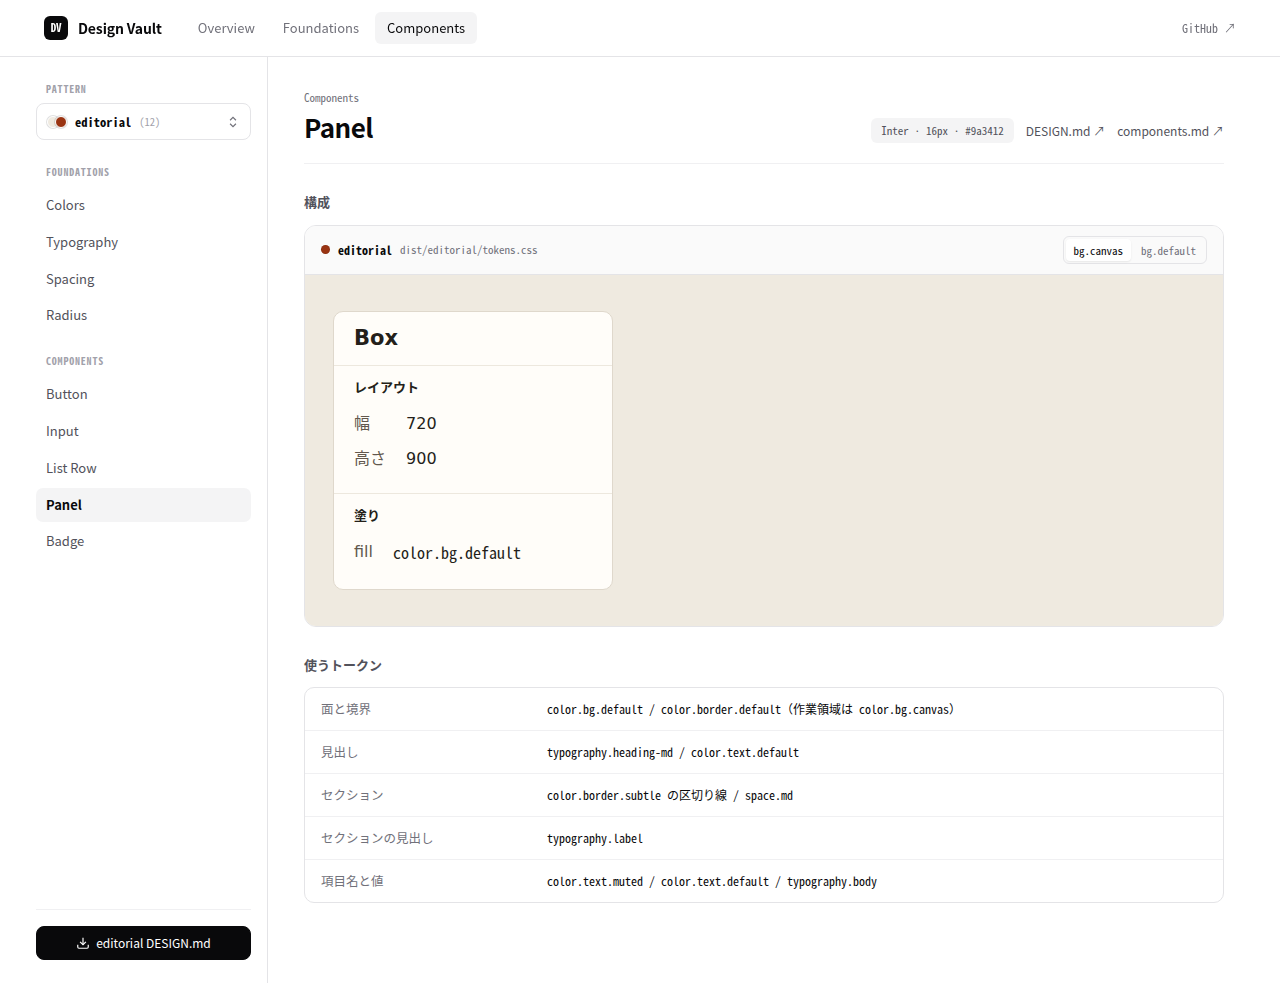 DV Design Vault Overview Foundations Components GitHub ↗
PATTERN
editorial (12)
FOUNDATIONS
Colors
Typography
Spacing
Radius
COMPONENTS
Button
Input
List Row
Panel
Badge
editorial DESIGN.md
Components
Panel
Inter · 16px · #9a3412 DESIGN.md ↗ components.md ↗
構成
editorial dist/editorial/tokens.css bg.canvas bg.default
Box
レイアウト
幅 720
高さ 900
塗り
fill color.bg.default
使うトークン
面と境界 color.bg.default / color.border.default（作業領域は color.bg.canvas）
見出し typography.heading-md / color.text.default
セクション color.border.subtle の区切り線 / space.md
セクションの見出し typography.label
項目名と値 color.text.muted / color.text.default / typography.body